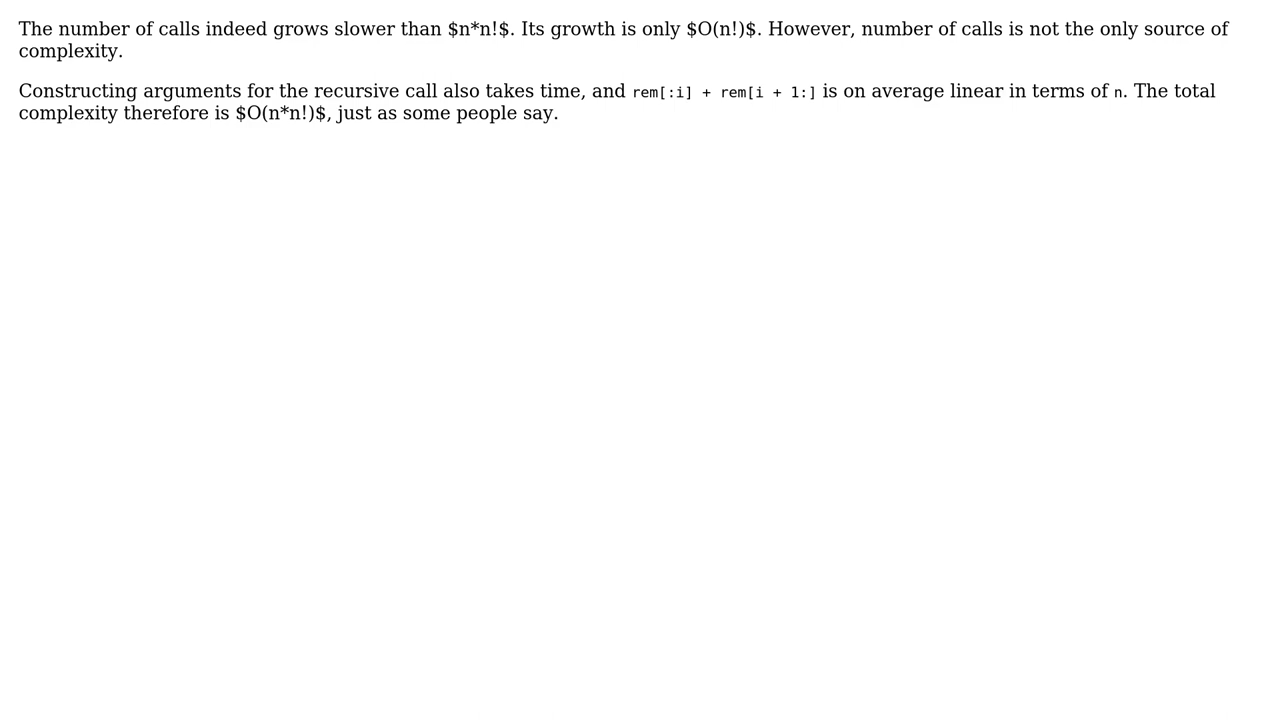 The number of calls indeed grows slower than $n*n!$. Its growth is only $O(n!)$. However, number of calls is not the only source of
complexity.
Constructing arguments for the recursive call also takes time, and rem[:i] + rem[i + 1:] is on average linear in terms of n. The total
complexity therefore is $O(n*n!)$, just as some people say.